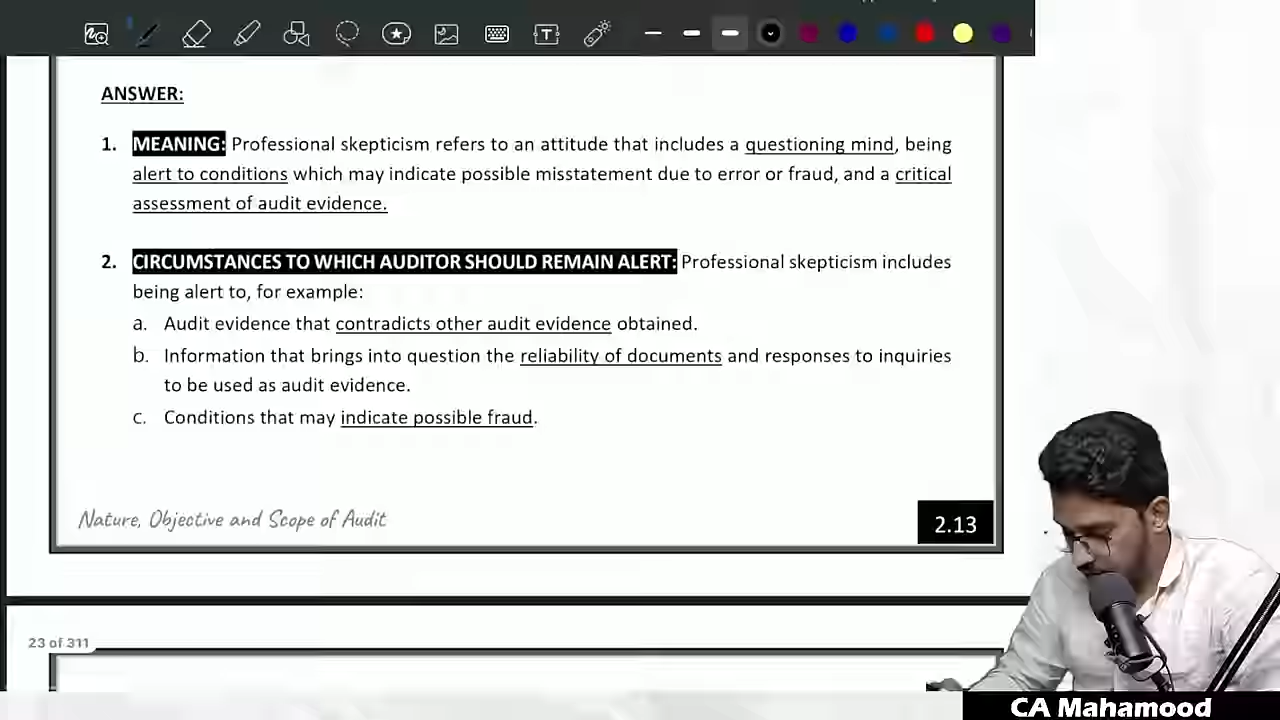 ANSWER:
1. MEANING: Professional skepticism refers to an attitude that includes a questioning mind, being
alert to conditions which may indicate possible misstatement due to error or fraud, and a critical
assessment of audit evidence.
2. CIRCUMSTANCES TO WHICH AUDITOR SHOULD REMAIN ALERT: Professional skepticism includes
being alert to, for example:
a. Audit evidence that contradicts other audit evidence obtained.
b. Information that brings into question the reliability of documents and responses to inquiries
to be used as audit evidence.
c. Conditions that may indicate possible fraud.
Nature, Objective and Scope of Audit
2.13
23 of 311
CA Mahamood